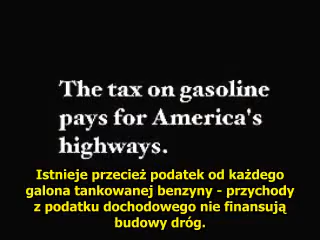 The tax on gasoline
pays for America's
highways.
Istnieje przecież podatek od każdego
galona tankowanej benzyny - przychody
z podatku dochodowego nie finansują
budowy dróg.